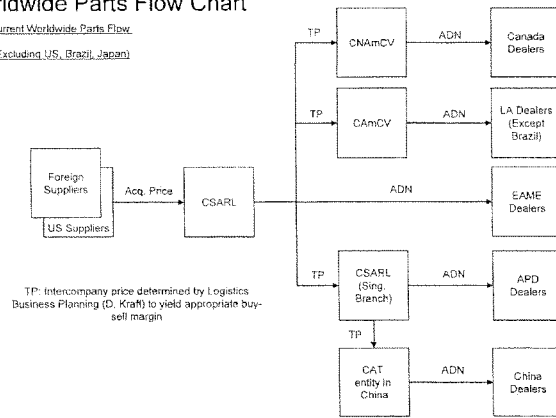 rldwide Parts Flow Chart
urrent Worldwide Parts Flow
Excluding US, Brazil, Japan)
TP
CNAmCV
ADN
Canada
Dealers
TP
CAmCV
ADN
LA Dealers
(Except
Brazil)
Foreign
Suppliers
US Suppliers
Acq. Price
CSARL
ADN
EAME
Dealers
TP
CSARL
(Sing.
Branch)
ADN
APD
Dealers
TP: Intercompany price determined by Logistics
Business Planning (D. Kraft) to yield appropriate buy-
sell margin
TP
CAT
entity in
China
ADN
China
Dealers